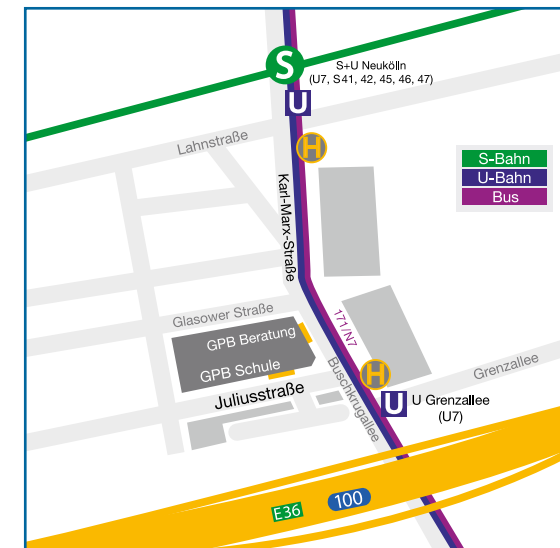 S
S+U Neukölln
(U7, S41, 42, 45, 46, 47)
U
Lahnstraße
H
S-Bahn
U-Bahn
Bus
Karl-Marx-Straße
Glasower Straße
171/N7
GPB Beratung
GPB Schule
Buschkrugallee
H
Grenzallee
Juliusstraße
U
U Grenzallee
(U7)
E36
100